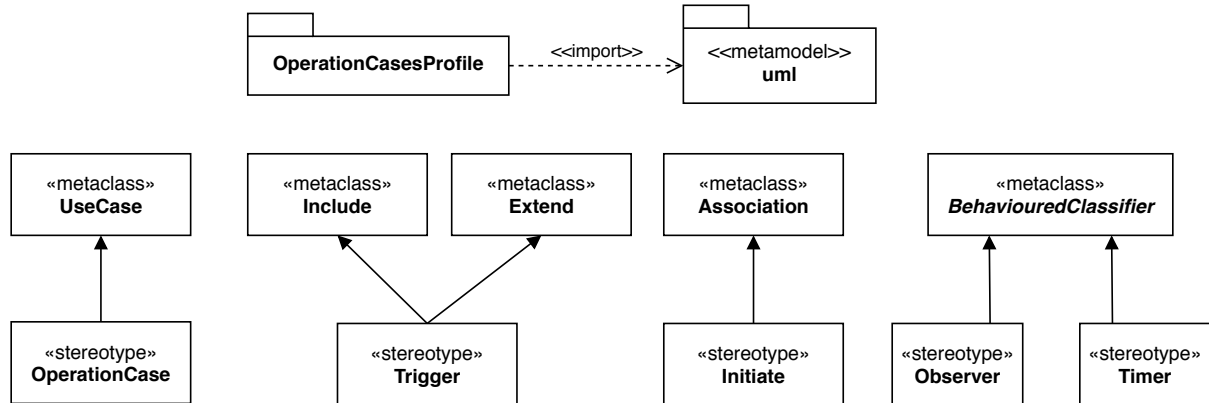 OperationCasesProfile
<<import>>
<<metamodel>>
uml
«metaclass»
UseCase
«metaclass»
Include
«metaclass»
Extend
«metaclass»
Association
«metaclass»
BehaviouredClassifier
«stereotype»
OperationCase
«stereotype»
Trigger
«stereotype»
Initiate
«stereotype»
Observer
«stereotype»
Timer